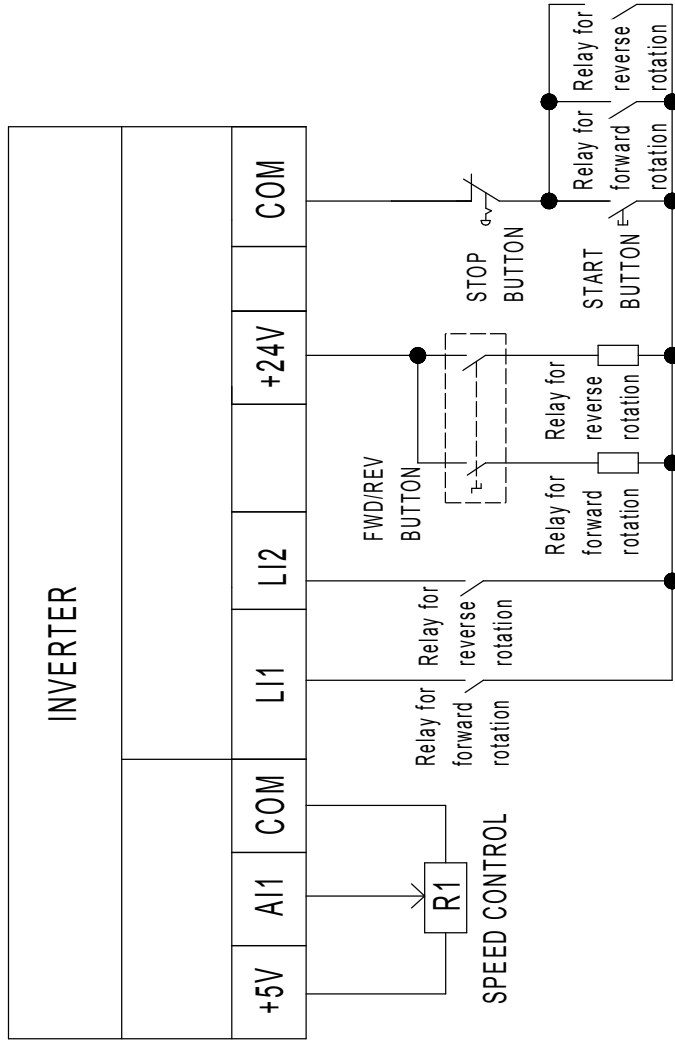 INVERTER
+5V
AI1
COM
LI1
LI2
+24V
COM
R1
SPEED CONTROL
Relay for
forward
rotation
Relay for
reverse
rotation
FWD/REV
BUTTON
Relay for
forward
rotation
Relay for
reverse
rotation
STOP
BUTTON
START
BUTTON
Relay for
forward
rotation
Relay for
reverse
rotation